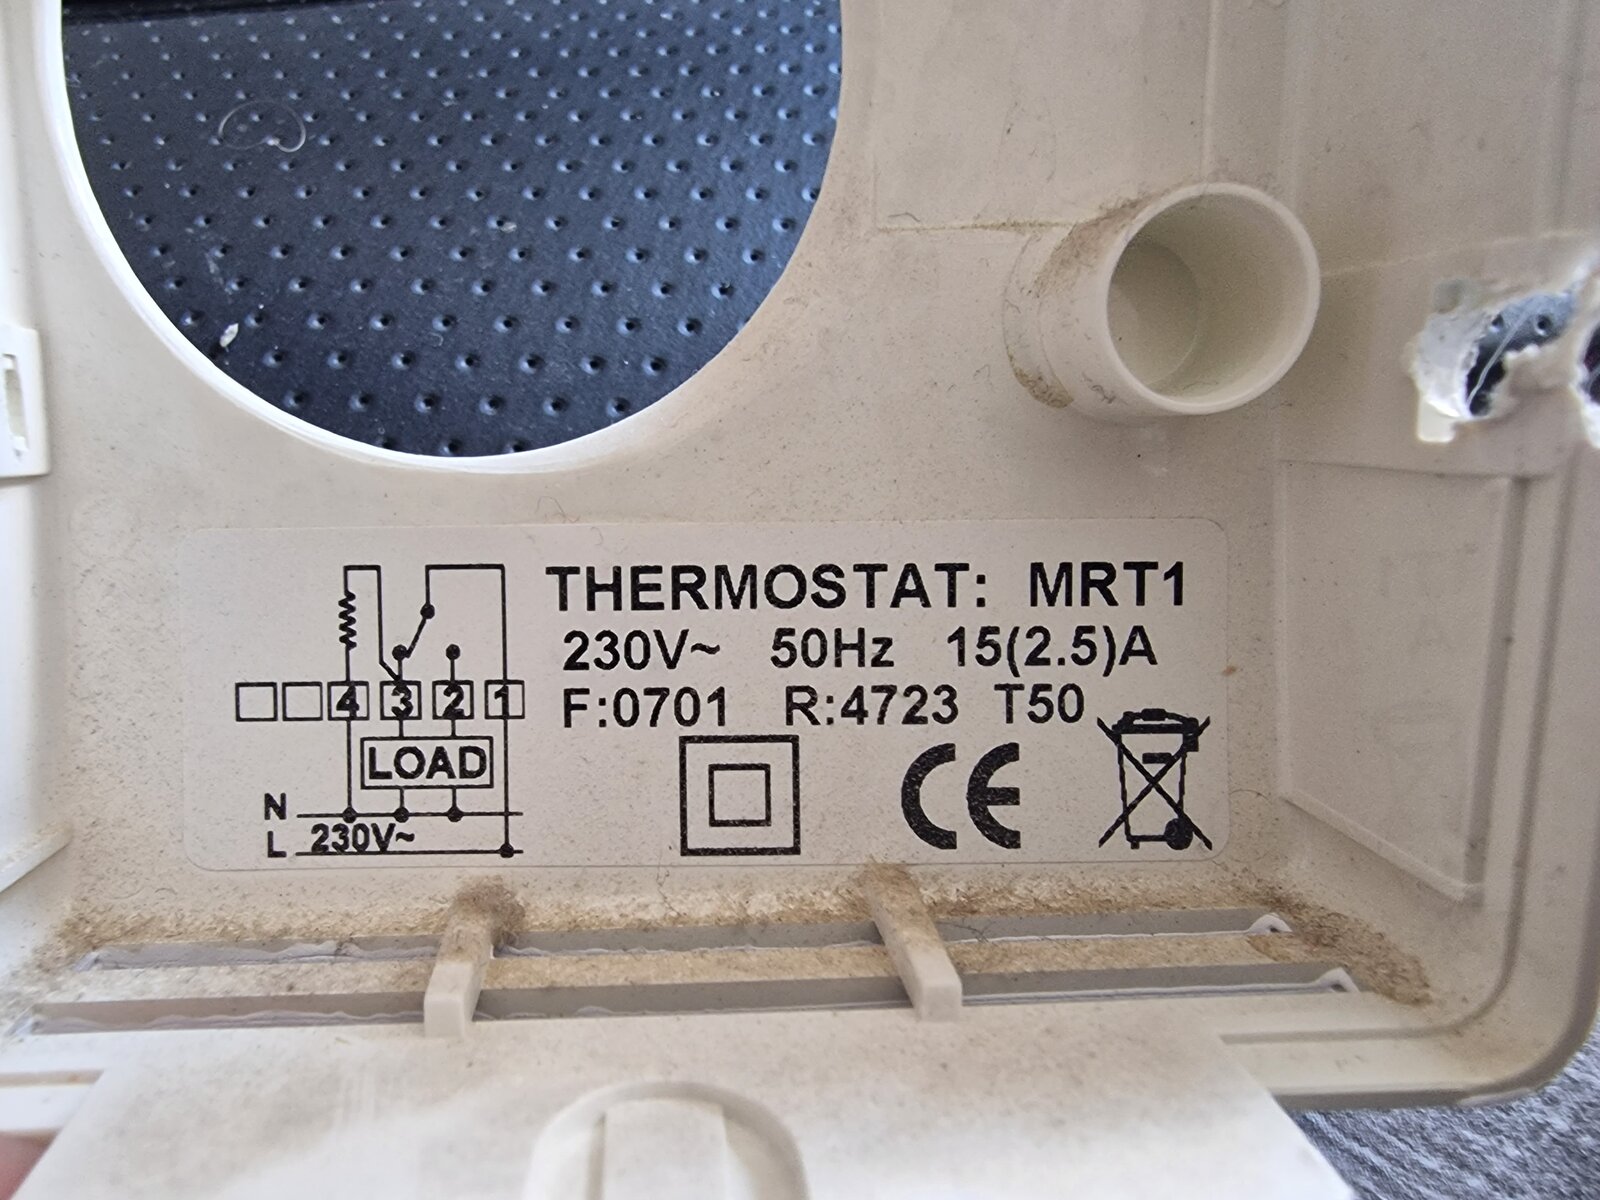 THERMOSTAT: MRT1
230V~ 50Hz 15(2.5)A
F:0701 R:4723 T50
4 3 2 1
LOAD
N
L 230V~
CE